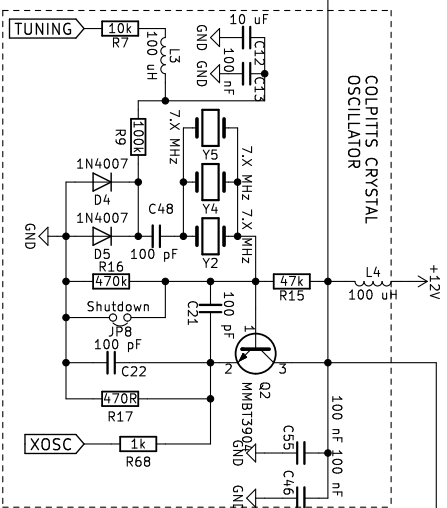 TUNING
10k
R7
100 uH
L3
10 uF
GND
C12
GND
100 nF
C13
COLPITTS CRYSTAL
OSCILLATOR
100k
R9
7.X MHz
Y5
7.X MHz
Y4
7.X MHz
Y2
1N4007
D4
1N4007
D5
C48
100 pF
GND
R16
470k
Shutdown
JP8
100 pF
C22
470R
R17
XOSC
1k
R68
100 pF
C21
47k
R15
L4
100 uH
+12V
1
2
3
Q2
MMBT3904
GND
C55
100 nF
GND
C46
100 nF